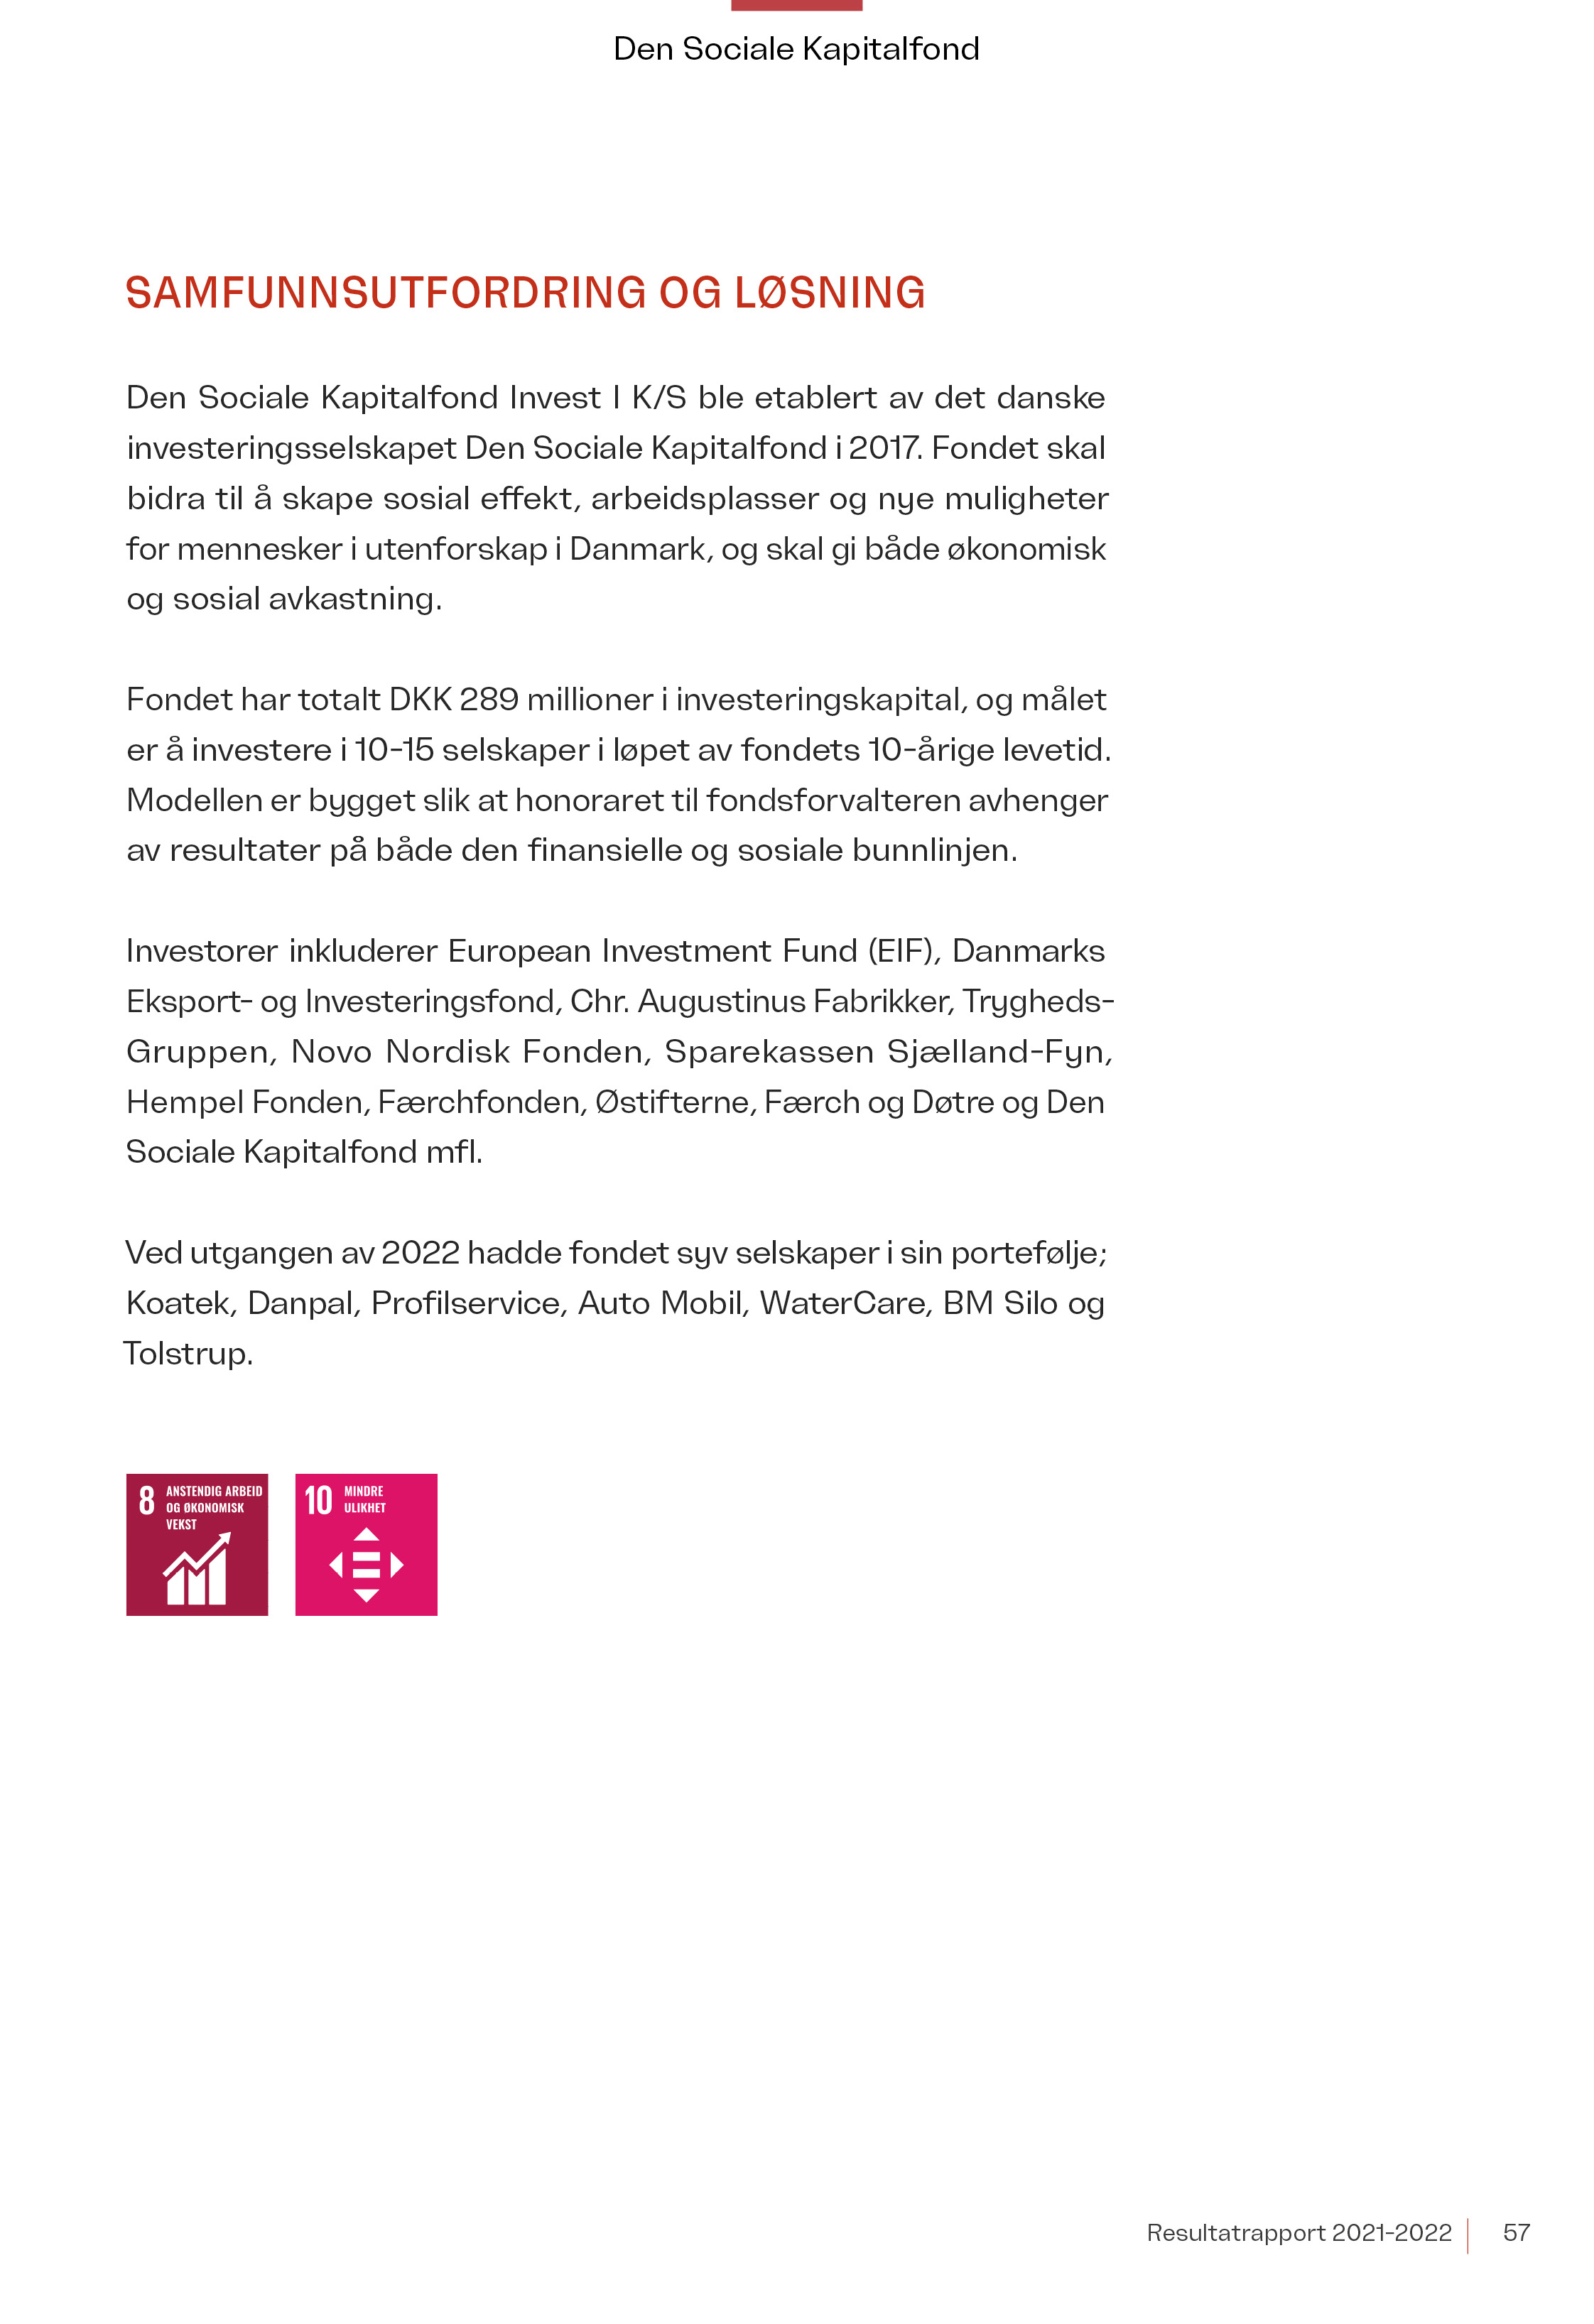 Den Sociale Kapitalfond
SAMFUNNSUTFORDRING OG LØSNING
Den Sociale Kapitalfond Invest I K/S ble etablert av det danske
investeringsselskapet Den Sociale Kapitalfond i 2017. Fondet skal
bidra til å skape sosial effekt, arbeidsplasser og nye muligheter
for mennesker i utenforskap i Danmark, og skal gi både økonomisk
og sosial avkastning.
Fondet har totalt DKK 289 millioner i investeringskapital, og målet
er å investere i 10-15 selskaper i løpet av fondets 10-årige levetid.
Modellen er bygget slik at honoraret til fondsforvalteren avhenger
av resultater på både den finansielle og sosiale bunnlinjen.
Investorer inkluderer European Investment Fund (EIF), Danmarks
Eksport- og Investeringsfond, Chr. Augustinus Fabrikker, Trygheds-
Gruppen, Novo Nordisk Fonden, Sparekassen Sjælland-Fyn,
Hempel Fonden, Færchfonden, Østifterne, Færch og Døtre og Den
Sociale Kapitalfond mfl.
Ved utgangen av 2022 hadde fondet syv selskaper i sin portefølje;
Koatek, Danpal, Profilservice, Auto Mobil, WaterCare, BM Silo og
Tolstrup.
8 ANSTENDIG ARBEID
OG ØKONOMISK
VEKST
10 MINDRE
ULIKHET
Resultatrapport 2021-2022 57